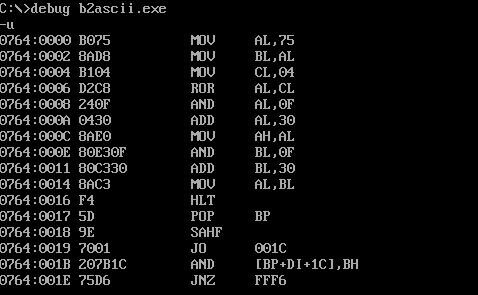 C:\>debug b2ascii.exe
-u
0764:0000 B075          MOV     AL,75
0764:0002 8AD8          MOV     BL,AL
0764:0004 B104          MOV     CL,04
0764:0006 D2C8          ROR     AL,CL
0764:0008 240F          AND     AL,0F
0764:000A 0430          ADD     AL,30
0764:000C 8AE0          MOV     AH,AL
0764:000E 80E30F        AND     BL,0F
0764:0011 80C330        ADD     BL,30
0764:0014 8AC3          MOV     AL,BL
0764:0016 F4            HLT
0764:0017 5D            POP     BP
0764:0018 9E            SAHF
0764:0019 7001          JO      001C
0764:001B 207B1C        AND     [BP+DI+1C],BH
0764:001E 75D6          JNZ     FFF6